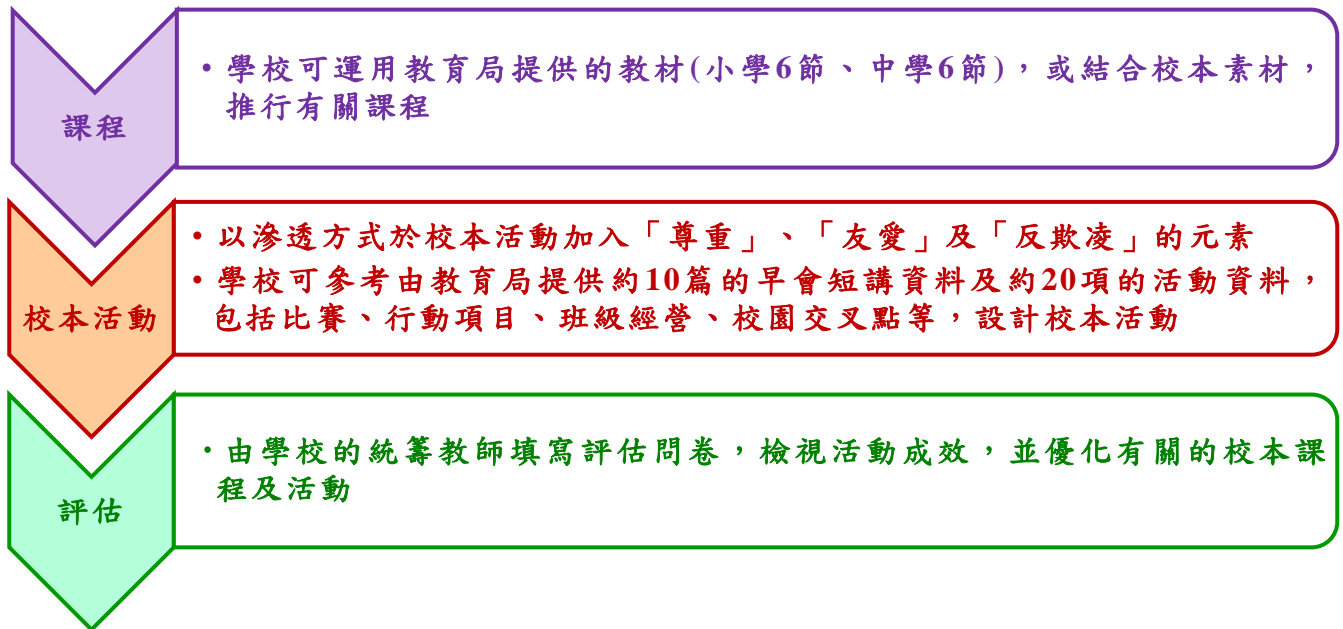 課程
•學校可運用教育局提供的教材(小學6節、中學6節)，或結合校本素材，
推行有關課程
校本活動
•以滲透方式於校本活動加入「尊重」、「友愛」及「反欺凌」的元素
•學校可參考由教育局提供約10篇的早會短講資料及約20項的活動資料，
包括比賽、行動項目、班級經營、校園交叉點等，設計校本活動
評估
•由學校的統籌教師填寫評估問卷，檢視活動成效，並優化有關的校本課
程及活動